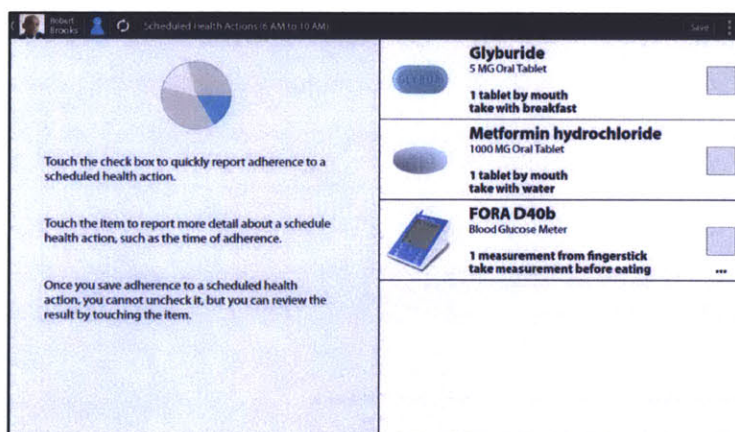 Robert
Brooks
Scheduled Health Actions (6 AM to 10 AM)
Save
Touch the check box to quickly report adherence to a
scheduled health action.
Touch the item to report more detail about a schedule
health action, such as the time of adherence.
Once you save adherence to a scheduled health
action, you cannot uncheck it, but you can review the
result by touching the item.
Glyburide
5 MG Oral Tablet
1 tablet by mouth
take with breakfast
Metformin hydrochloride
1000 MG Oral Tablet
1 tablet by mouth
take with water
FORA D40b
Blood Glucose Meter
1 measurement from fingerstick
take measurement before eating
...